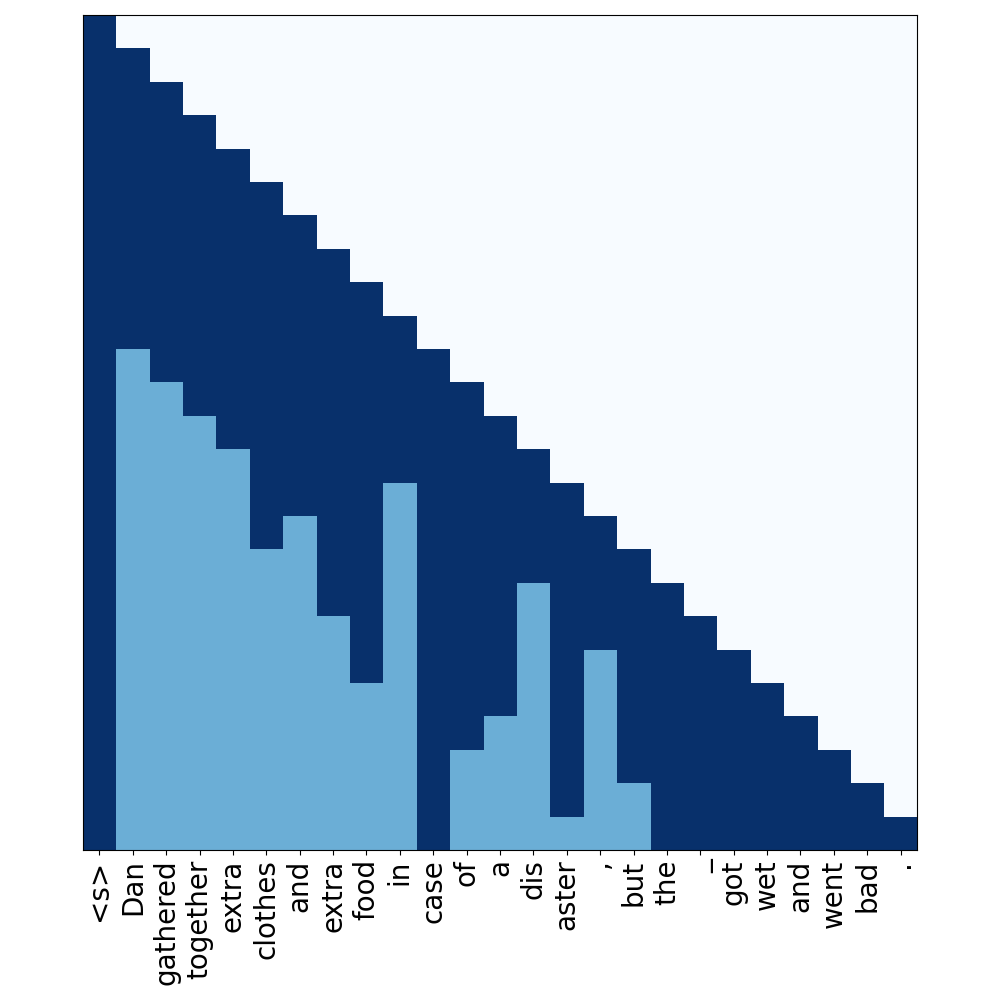 <s> Dan gathered together extra clothes and extra food in case of a dis aster , but the _ got wet and went bad .